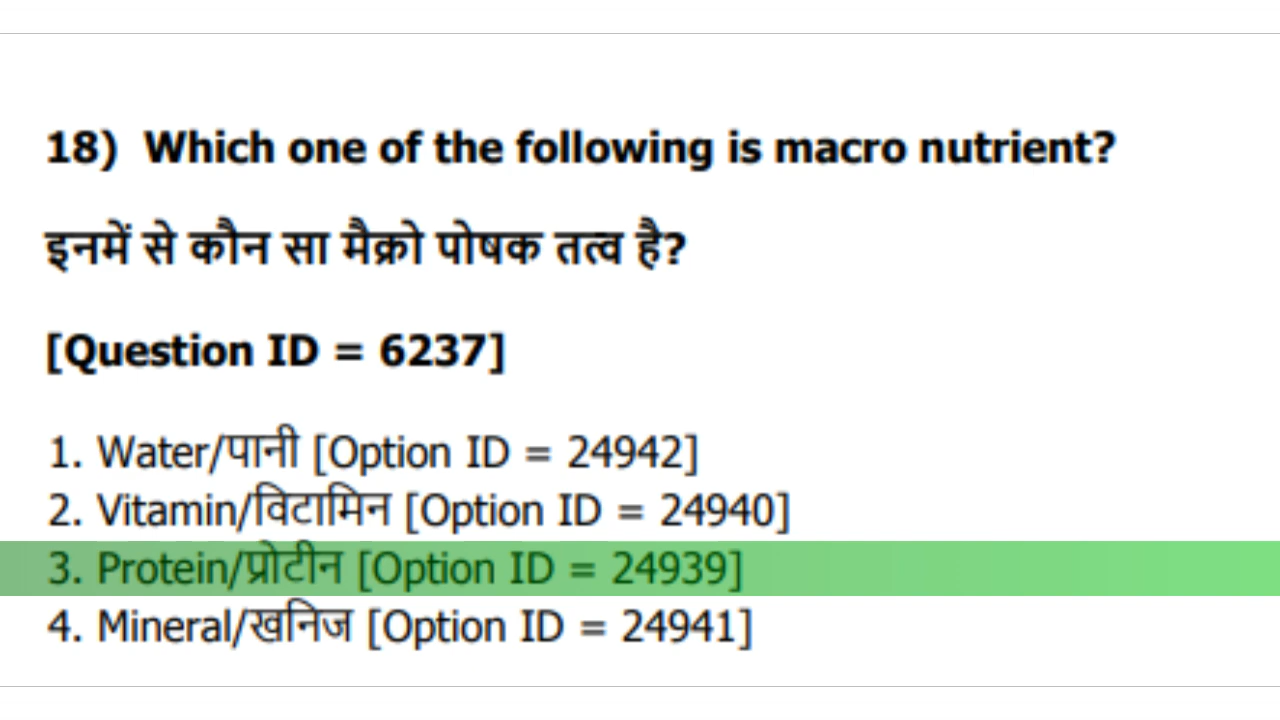 18) Which one of the following is macro nutrient?
इनमें से कौन सा मैक्रो पोषक तत्व है?
[Question ID = 6237]
1. Water/पानी [Option ID = 24942]
2. Vitamin/विटामिन [Option ID = 24940]
3. Protein/प्रोटीन [Option ID = 24939]
4. Mineral/खनिज [Option ID = 24941]